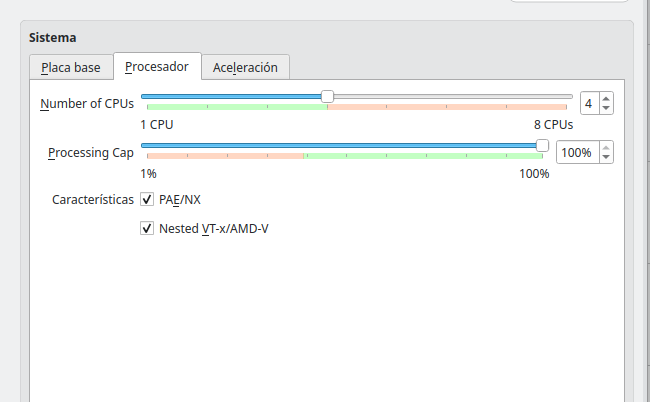 Sistema
Placa base Procesador Aceleración
Number of CPUs 4
1 CPU 8 CPUs
Processing Cap 100%
1% 100%
Características PAE/NX
Nested VT-x/AMD-V